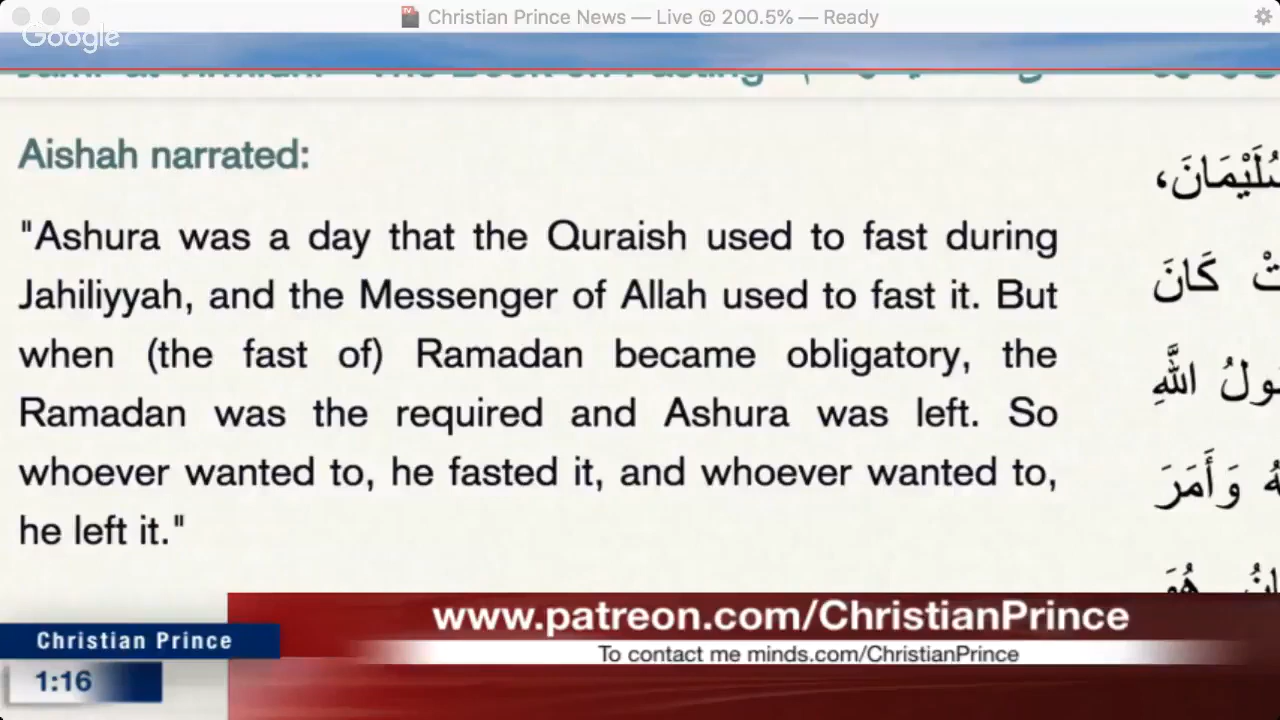 Christian Prince News — Live @ 200.5% — Ready
Google
Aishah narrated:
"Ashura was a day that the Quraish used to fast during
Jahiliyyah, and the Messenger of Allah used to fast it. But
when (the fast of) Ramadan became obligatory, the
Ramadan was the required and Ashura was left. So
whoever wanted to, he fasted it, and whoever wanted to,
he left it."
كَانَ
اللَّهِ
وَأَمَرَ
هُوَ
www.patreon.com/ChristianPrince
To contact me minds.com/ChristianPrince
Christian Prince
1:16